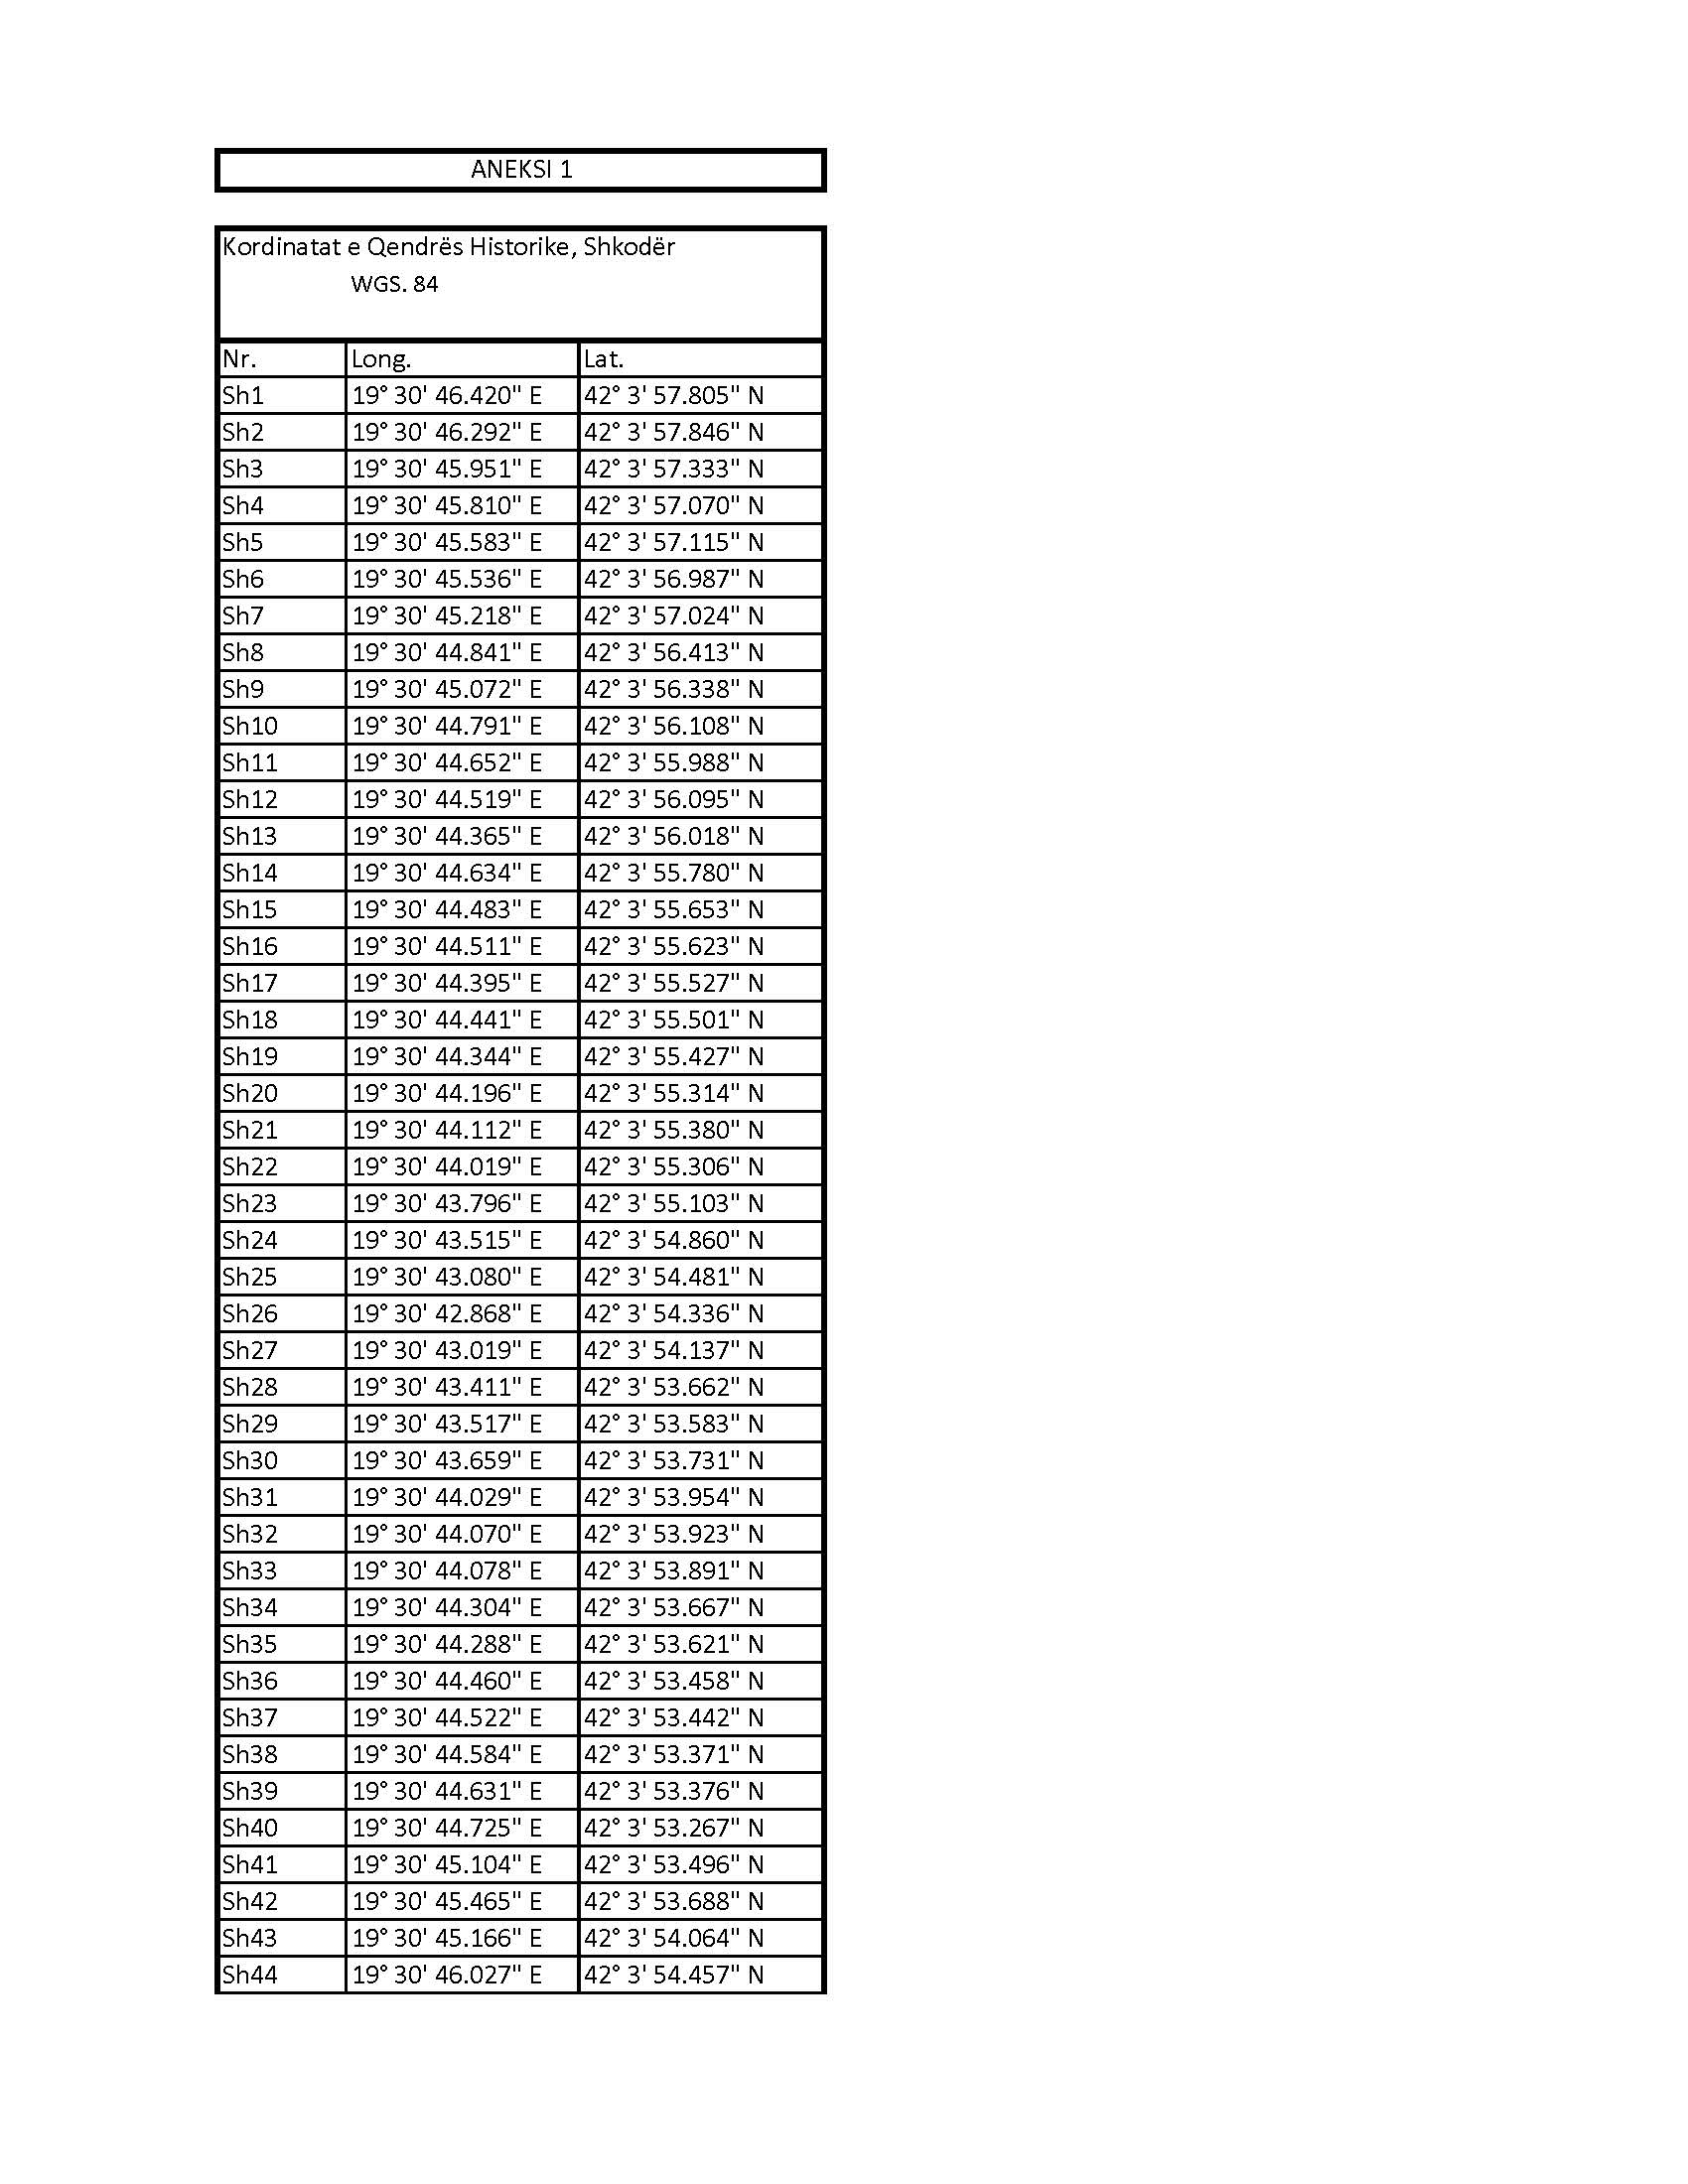 ANEKSI 1
Kordinatat e Qendrës Historike, Shkodër
WGS. 84
Nr. Long. Lat.
Sh1 19° 30' 46.420" E 42° 3' 57.805" N
Sh2 19° 30' 46.292" E 42° 3' 57.846" N
Sh3 19° 30' 45.951" E 42° 3' 57.333" N
Sh4 19° 30' 45.810" E 42° 3' 57.070" N
Sh5 19° 30' 45.583" E 42° 3' 57.115" N
Sh6 19° 30' 45.536" E 42° 3' 56.987" N
Sh7 19° 30' 45.218" E 42° 3' 57.024" N
Sh8 19° 30' 44.841" E 42° 3' 56.413" N
Sh9 19° 30' 45.072" E 42° 3' 56.338" N
Sh10 19° 30' 44.791" E 42° 3' 56.108" N
Sh11 19° 30' 44.652" E 42° 3' 55.988" N
Sh12 19° 30' 44.519" E 42° 3' 56.095" N
Sh13 19° 30' 44.365" E 42° 3' 56.018" N
Sh14 19° 30' 44.634" E 42° 3' 55.780" N
Sh15 19° 30' 44.483" E 42° 3' 55.653" N
Sh16 19° 30' 44.511" E 42° 3' 55.623" N
Sh17 19° 30' 44.395" E 42° 3' 55.527" N
Sh18 19° 30' 44.441" E 42° 3' 55.501" N
Sh19 19° 30' 44.344" E 42° 3' 55.427" N
Sh20 19° 30' 44.196" E 42° 3' 55.314" N
Sh21 19° 30' 44.112" E 42° 3' 55.380" N
Sh22 19° 30' 44.019" E 42° 3' 55.306" N
Sh23 19° 30' 43.796" E 42° 3' 55.103" N
Sh24 19° 30' 43.515" E 42° 3' 54.860" N
Sh25 19° 30' 43.080" E 42° 3' 54.481" N
Sh26 19° 30' 42.868" E 42° 3' 54.336" N
Sh27 19° 30' 43.019" E 42° 3' 54.137" N
Sh28 19° 30' 43.411" E 42° 3' 53.662" N
Sh29 19° 30' 43.517" E 42° 3' 53.583" N
Sh30 19° 30' 43.659" E 42° 3' 53.731" N
Sh31 19° 30' 44.029" E 42° 3' 53.954" N
Sh32 19° 30' 44.070" E 42° 3' 53.923" N
Sh33 19° 30' 44.078" E 42° 3' 53.891" N
Sh34 19° 30' 44.304" E 42° 3' 53.667" N
Sh35 19° 30' 44.288" E 42° 3' 53.621" N
Sh36 19° 30' 44.460" E 42° 3' 53.458" N
Sh37 19° 30' 44.522" E 42° 3' 53.442" N
Sh38 19° 30' 44.584" E 42° 3' 53.371" N
Sh39 19° 30' 44.631" E 42° 3' 53.376" N
Sh40 19° 30' 44.725" E 42° 3' 53.267" N
Sh41 19° 30' 45.104" E 42° 3' 53.496" N
Sh42 19° 30' 45.465" E 42° 3' 53.688" N
Sh43 19° 30' 45.166" E 42° 3' 54.064" N
Sh44 19° 30' 46.027" E 42° 3' 54.457" N